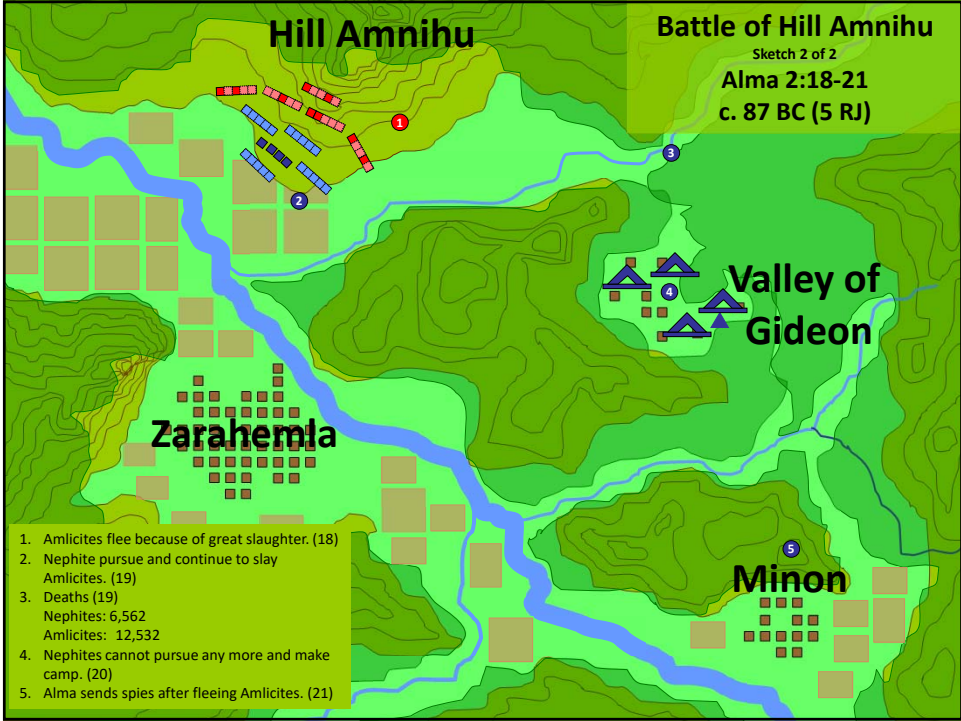 Hill Amnihu
Battle of Hill Amnihu
Sketch 2 of 2
Alma 2:18-21
c. 87 BC (5 RJ)
1
3
2
4
Valley of
Gideon
Zarahemla
5
Minon
1. Amlicites flee because of great slaughter. (18)
2. Nephite pursue and continue to slay
Amlicites. (19)
3. Deaths (19)
Nephites: 6,562
Amlicites: 12,532
4. Nephites cannot pursue any more and make
camp. (20)
5. Alma sends spies after fleeing Amlicites. (21)